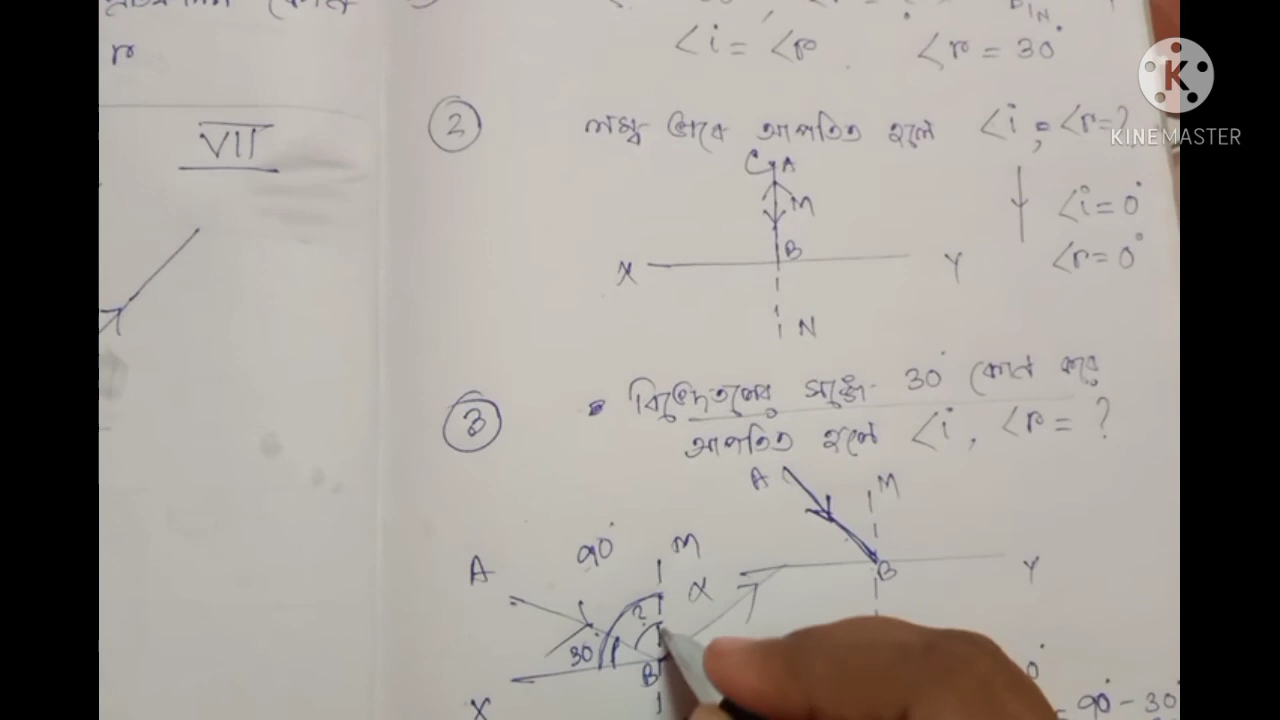 r
<i = <r <r = 30°
VII
2 লম্ব ভাবে আপতিত হলে <i , <r = ?
KINEMASTER
C A
M
<i = 0°
<r = 0°
B
X Y
N
3 বিভেদতলের সঙ্গে 30° কোণ করে
আপতিত হলে <i , <r = ?
A M
90° M
A X B Y
?
30 B
X
90° - 30°